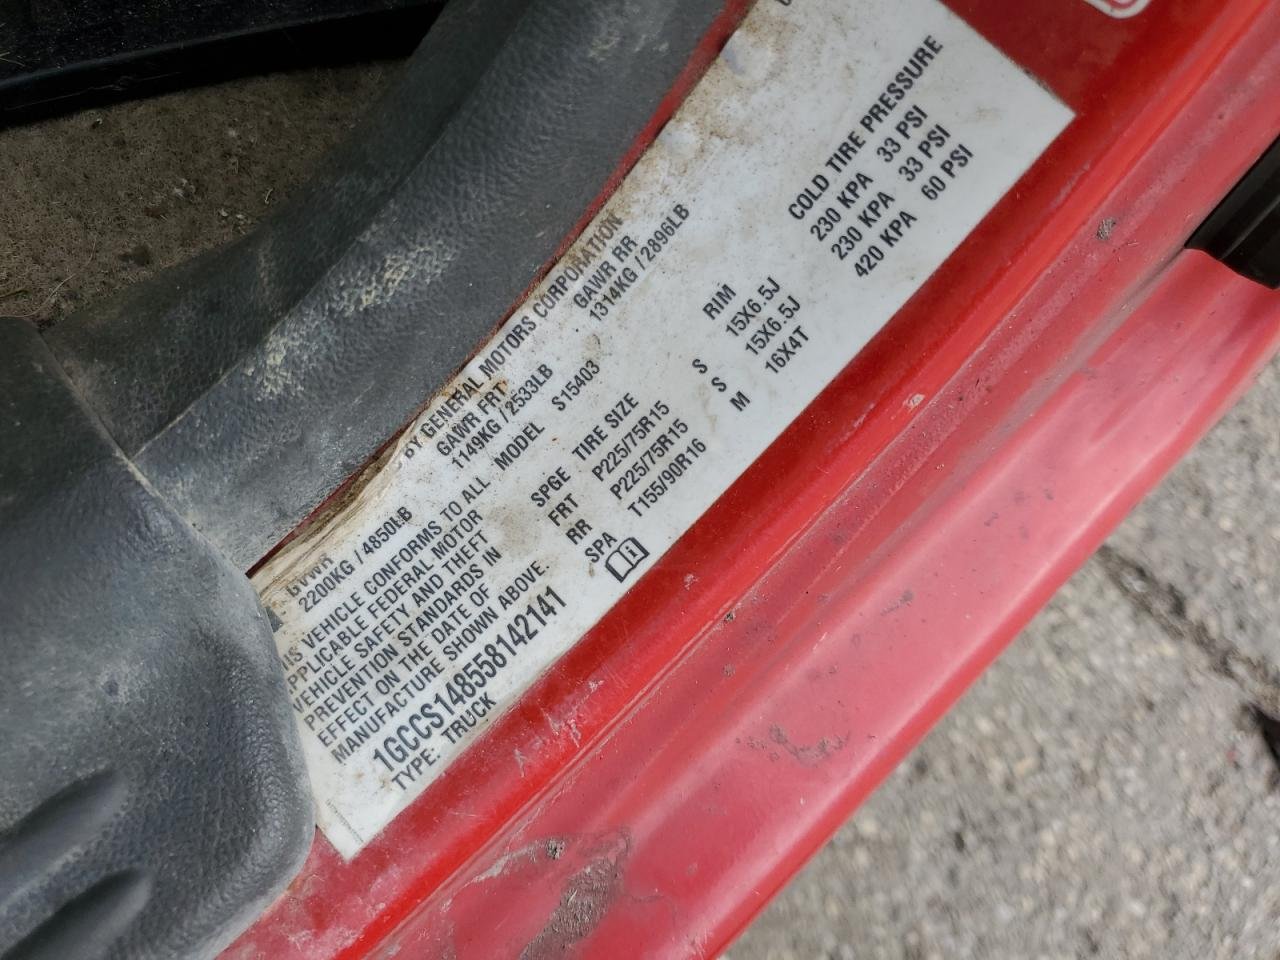 BY GENERAL MOTORS CORPORATION
GVWR GAWR FRT GAWR RR
2200KG / 4850LB 1149KG / 2533LB 1314KG / 2896LB
THIS VEHICLE CONFORMS TO ALL MODEL S15403
APPLICABLE FEDERAL MOTOR
VEHICLE SAFETY AND THEFT
PREVENTION STANDARDS IN
EFFECT ON THE DATE OF
MANUFACTURE SHOWN ABOVE.
1GCCS148558142141
TYPE: TRUCK
SPGE TIRE SIZE RIM COLD TIRE PRESSURE
FRT P225/75R15 S 15X6.5J 230 KPA 33 PSI
RR P225/75R15 S 15X6.5J 230 KPA 33 PSI
SPA T155/90R16 M 16X4T 420 KPA 60 PSI